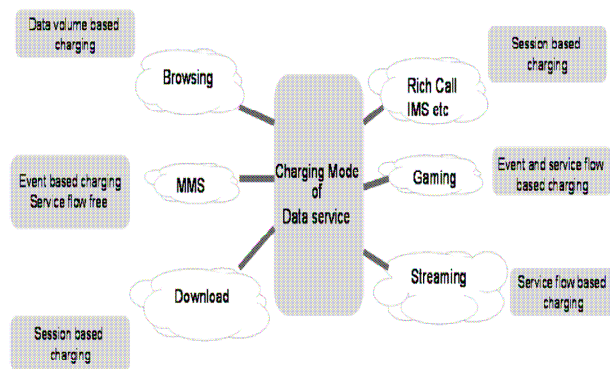 Data volume based
charging
Browsing
Event based charging
Service flow free
MMS
Download
Session based
charging
Charging Mode
of
Data service
Session based
charging
Rich Call
IMS etc
Gaming
Event and service flow
based charging
Streaming
Service flow based
charging